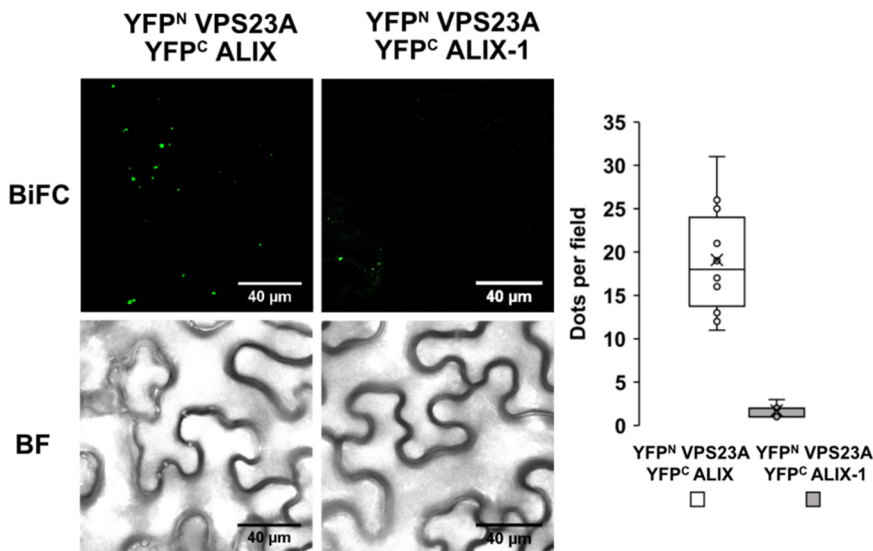 YFPᴺ VPS23A
YFPᶜ ALIX
YFPᴺ VPS23A
YFPᶜ ALIX-1
BiFC
40 µm
40 µm
BF
40 µm
40 µm
Dots per field
35
30
25
20
15
10
5
0
YFPᴺ VPS23A
YFPᶜ ALIX
YFPᴺ VPS23A
YFPᶜ ALIX-1